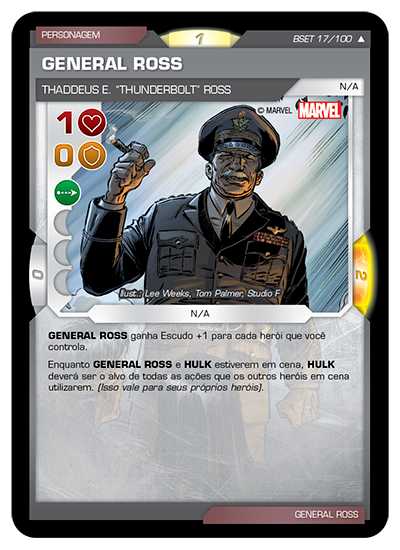 PERSONAGEM
1
BSET 17/100 ▲
GENERAL ROSS
THADDEUS E. "THUNDERBOLT" ROSS
N/A
© MARVEL MARVEL
1
0
0
2
Ilust.: Lee Weeks, Tom Palmer, Studio F
N/A
GENERAL ROSS ganha Escudo +1 para cada herói que você
controla.
Enquanto GENERAL ROSS e HULK estiverem em cena, HULK
deverá ser o alvo de todas as ações que os outros heróis em cena
utilizarem. (Isso vale para seus próprios heróis).
GENERAL ROSS